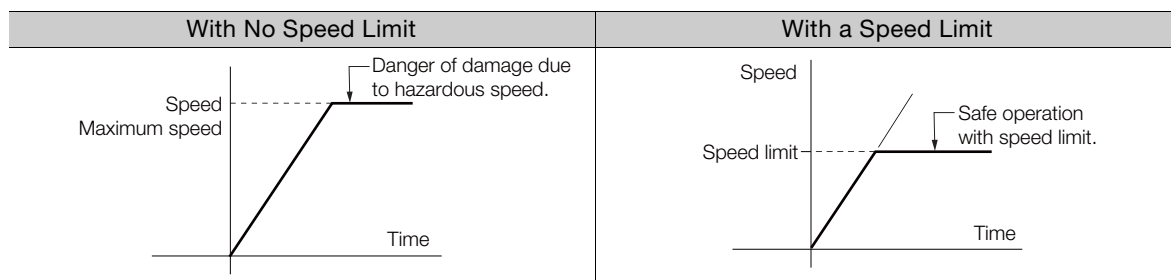 With No Speed Limit
With a Speed Limit
Danger of damage due
to hazardous speed.
Speed
Maximum speed
Time
Speed
Safe operation
with speed limit.
Speed limit
Time